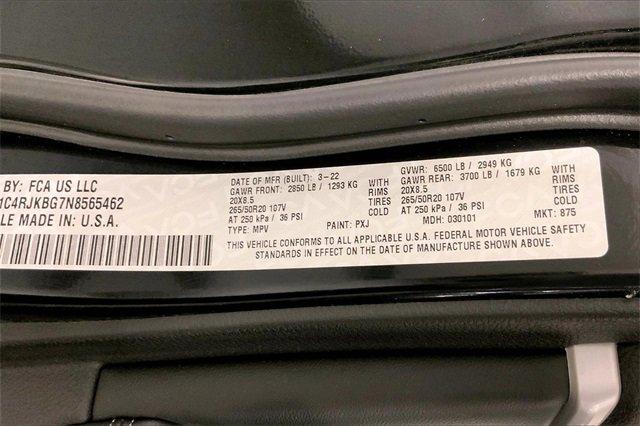 BY: FCA US LLC
1C4RJKBG7N8565462
LE MADE IN U.S.A.
DATE OF MFR (BUILT): 3-22
GAWR FRONT: 2850 LB / 1293 KG WITH
20X8.5 RIMS
265/50R20 107V TIRES
AT 250 kPa / 36 PSI COLD
TYPE: MPV PAINT: PXJ
GVWR: 6500 LB / 2949 KG
GAWR REAR: 3700 LB / 1679 KG WITH
20X8.5 RIMS
265/50R20 107V TIRES
AT 250 kPa / 36 PSI COLD
MDH: 030101 MKT: 875
THIS VEHICLE CONFORMS TO ALL APPLICABLE U.S.A. FEDERAL MOTOR VEHICLE SAFETY
STANDARDS IN EFFECT ON THE DATE OF MANUFACTURE SHOWN ABOVE.